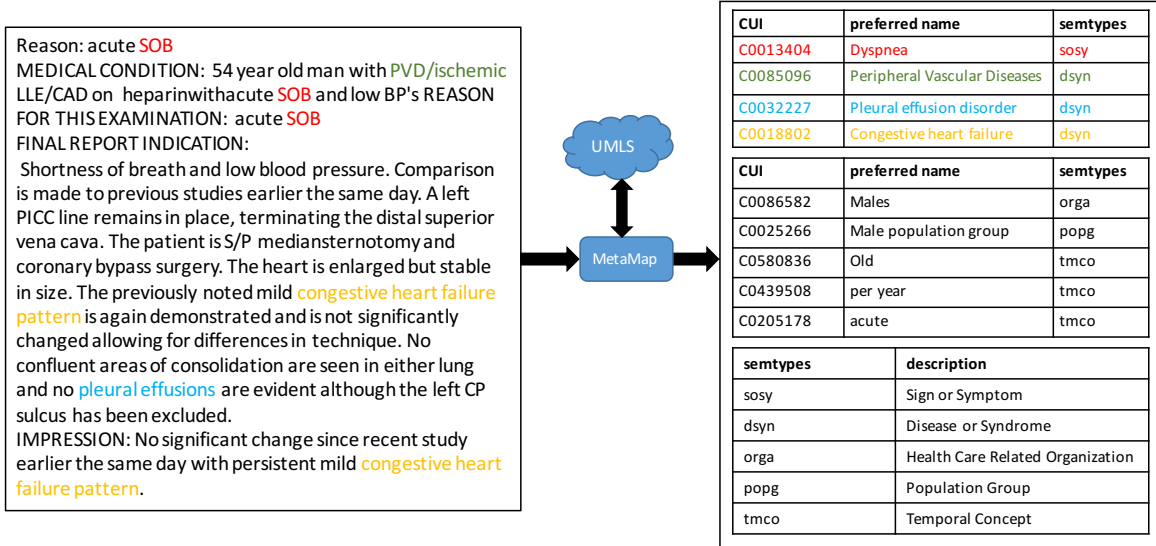 Reason: acute SOB
MEDICAL CONDITION: 54 year old man with PVD/ischemic
LLE/CAD on heparinwithacute SOB and low BP's REASON
FOR THIS EXAMINATION: acute SOB
FINAL REPORT INDICATION:
Shortness of breath and low blood pressure. Comparison
is made to previous studies earlier the same day. A left
PICC line remains in place, terminating the distal superior
vena cava. The patient is S/P mediansternotomy and
coronary bypass surgery. The heart is enlarged but stable
in size. The previously noted mild congestive heart failure
pattern is again demonstrated and is not significantly
changed allowing for differences in technique. No
confluent areas of consolidation are seen in either lung
and no pleural effusions are evident although the left CP
sulcus has been excluded.
IMPRESSION: No significant change since recent study
earlier the same day with persistent mild congestive heart
failure pattern.
UMLS
MetaMap
CUI preferred name semtypes
C0013404 Dyspnea sosy
C0085096 Peripheral Vascular Diseases dsyn
C0032227 Pleural effusion disorder dsyn
C0018802 Congestive heart failure dsyn
CUI preferred name semtypes
C0086582 Males orga
C0025266 Male population group popg
C0580836 Old tmco
C0439508 per year tmco
C0205178 acute tmco
semtypes description
sosy Sign or Symptom
dsyn Disease or Syndrome
orga Health Care Related Organization
popg Population Group
tmco Temporal Concept